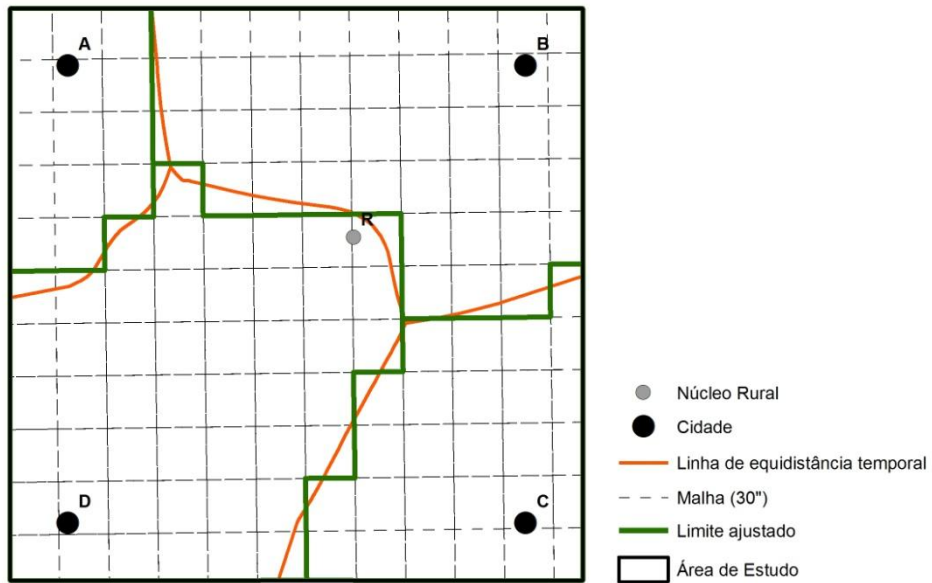 A
B
R
D
C
Núcleo Rural
Cidade
Linha de equidistância temporal
Malha (30")
Limite ajustado
Área de Estudo